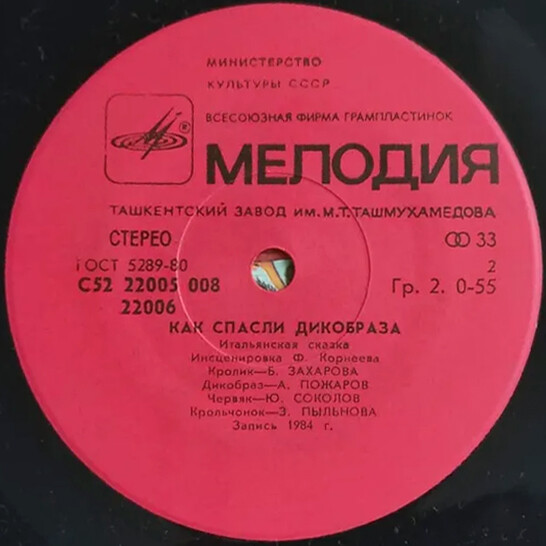 МИНИСТЕРСТВО
КУЛЬТУРЫ СССР
ВСЕСОЮЗНАЯ ФИРМА ГРАМПЛАСТИНОК
®
МЕЛОДИЯ
ТАШКЕНТСКИЙ ЗАВОД ИМ. М.Т. ТАШМУХАМЕДОВА
СТЕРЕО 33
ГОСТ 5289-80 2
С52 22005 008 Гр. 2. 0-55
22006
КАК СПАСЛИ ДИКОБРАЗА
Итальянская сказка
Инсценировка Ф. Корнеева
Кролик—Б. ЗАХАРОВА
Дикобраз—А. ПОЖАРОВ
Червяк—Ю. СОКОЛОВ
Крольчонок—Э. ПЫЛЬНОВА
Запись 1984 г.